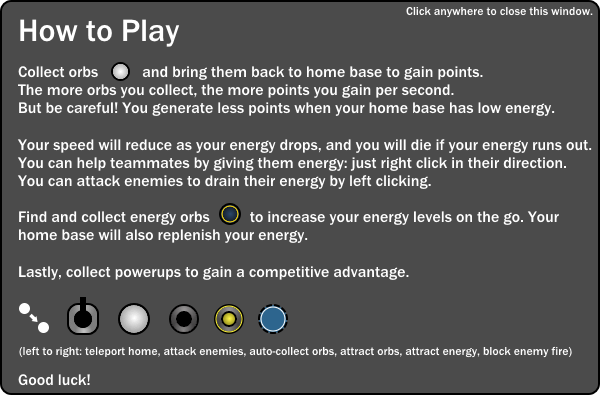 Click anywhere to close this window.
How to Play
Collect orbs and bring them back to home base to gain points.
The more orbs you collect, the more points you gain per second.
But be careful! You generate less points when your home base has low energy.
Your speed will reduce as your energy drops, and you will die if your energy runs out.
You can help teammates by giving them energy: just right click in their direction.
You can attack enemies to drain their energy by left clicking.
Find and collect energy orbs to increase your energy levels on the go. Your
home base will also replenish your energy.
Lastly, collect powerups to gain a competitive advantage.
(left to right: teleport home, attack enemies, auto-collect orbs, attract orbs, attract energy, block enemy fire)
Good luck!